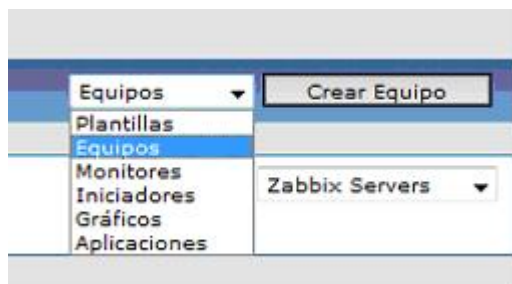 Equipos
Crear Equipo
Plantillas
Equipos
Monitores
Iniciadores
Gráficos
Aplicaciones
Zabbix Servers